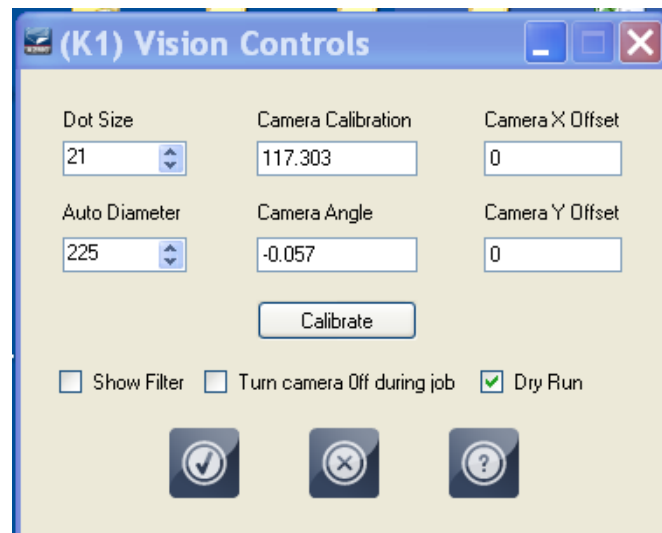 (K1) Vision Controls
Dot Size Camera Calibration Camera X Offset
21 117.303 0
Auto Diameter Camera Angle Camera Y Offset
225 -0.057 0
Calibrate
Show Filter Turn camera Off during job Dry Run
?